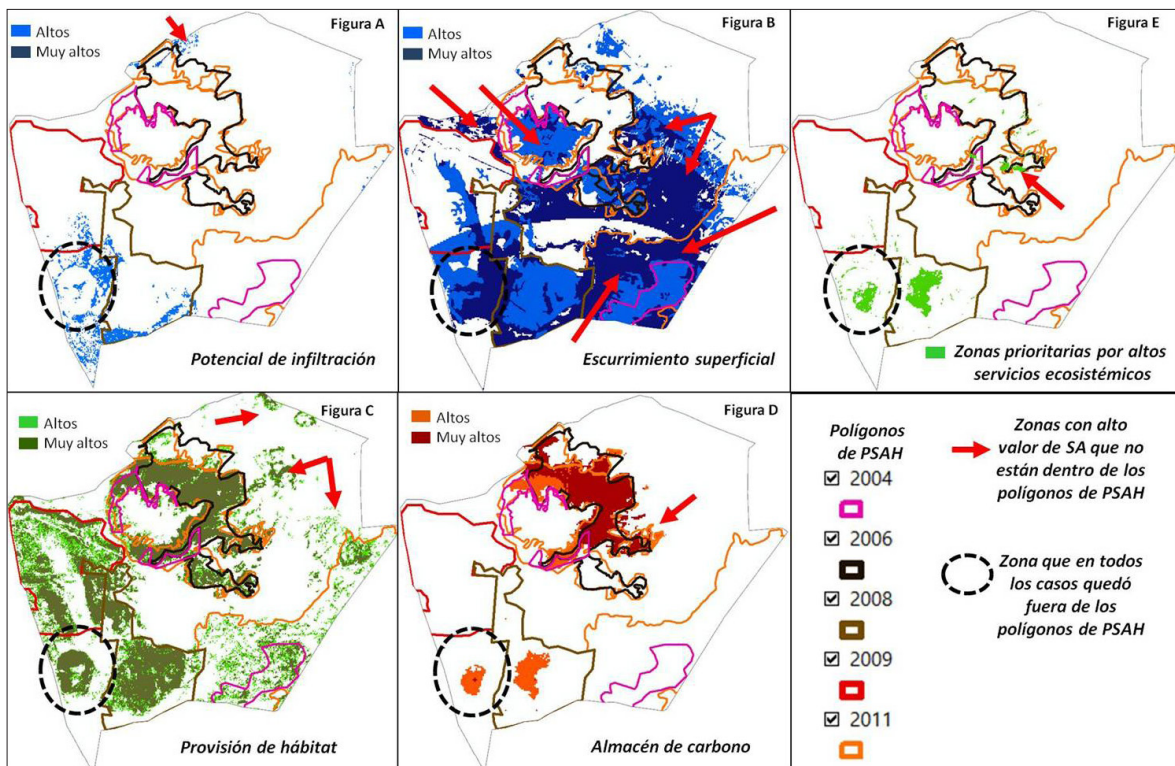 Figura A
Altos
Muy altos
Potencial de infiltración
Figura B
Altos
Muy altos
Escurrimiento superficial
Figura E
Zonas prioritarias por altos
servicios ecosistémicos
Figura C
Altos
Muy altos
Provisión de hábitat
Figura D
Altos
Muy altos
Almacén de carbono
Polígonos
de PSAH
2004
2006
2008
2009
2011
Zonas con alto
valor de SA que no
están dentro de los
polígonos de PSAH
Zona que en todos
los casos quedó
fuera de los
polígonos de PSAH